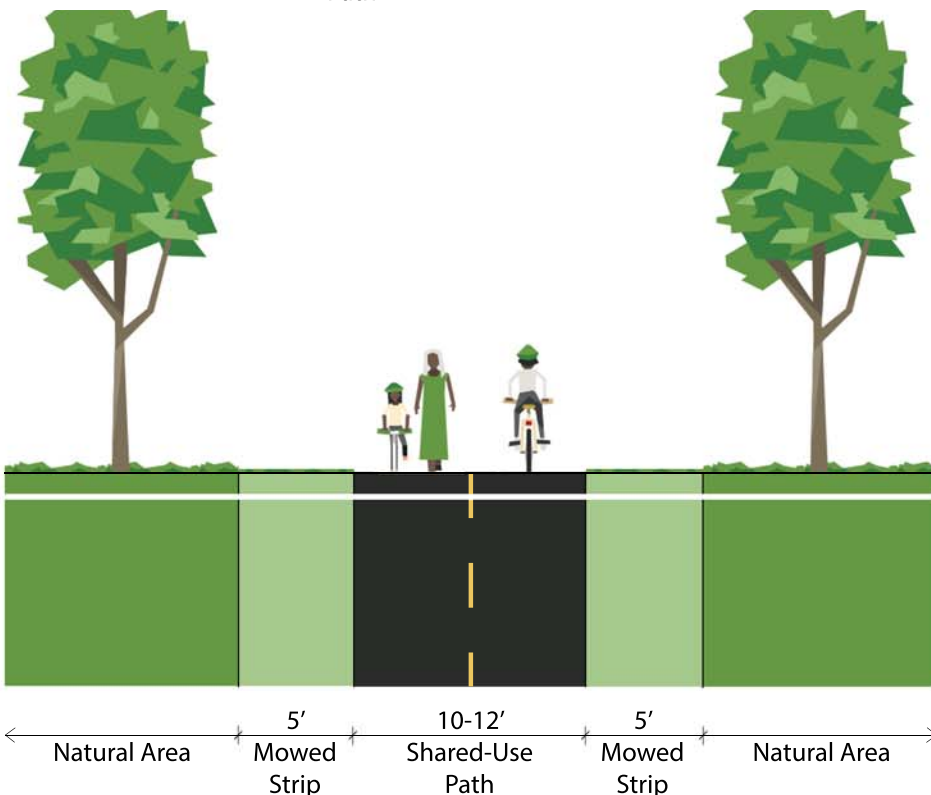 5’
10-12’
5’
Natural Area
Mowed
Strip
Shared-Use
Path
Mowed
Strip
Natural Area